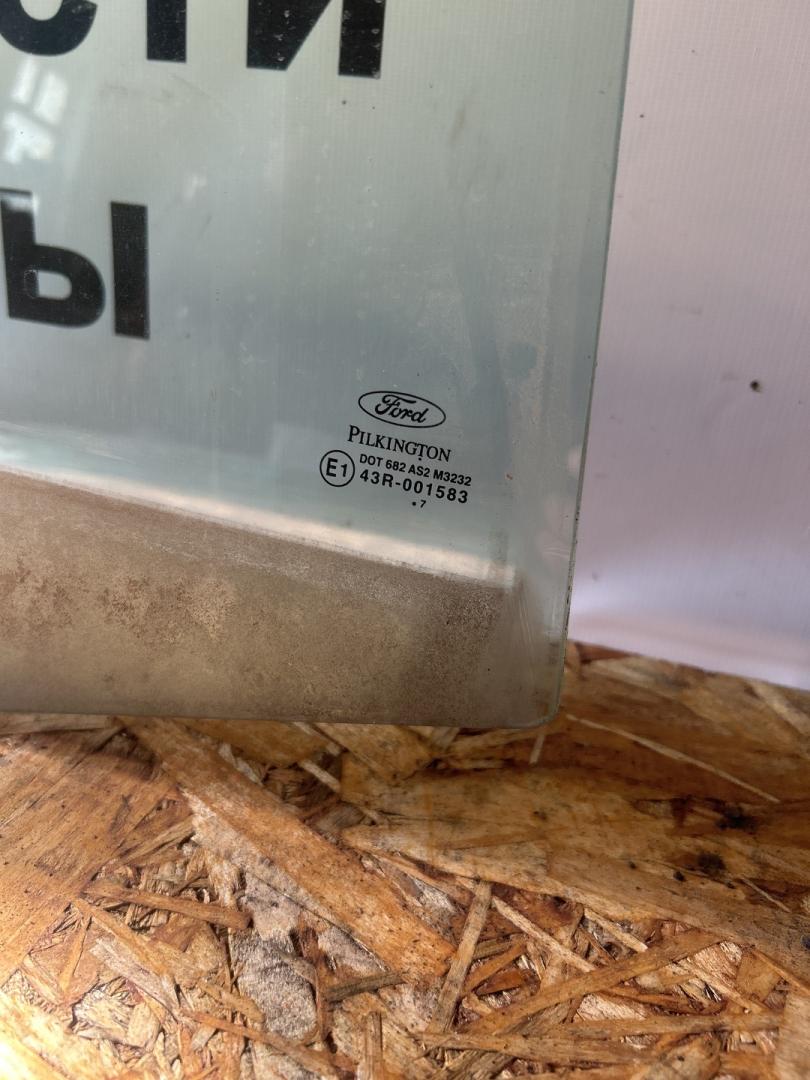 сти
ы
Ford
PILKINGTON
E1 DOT 682 AS2 M3232
43R-001583
.7